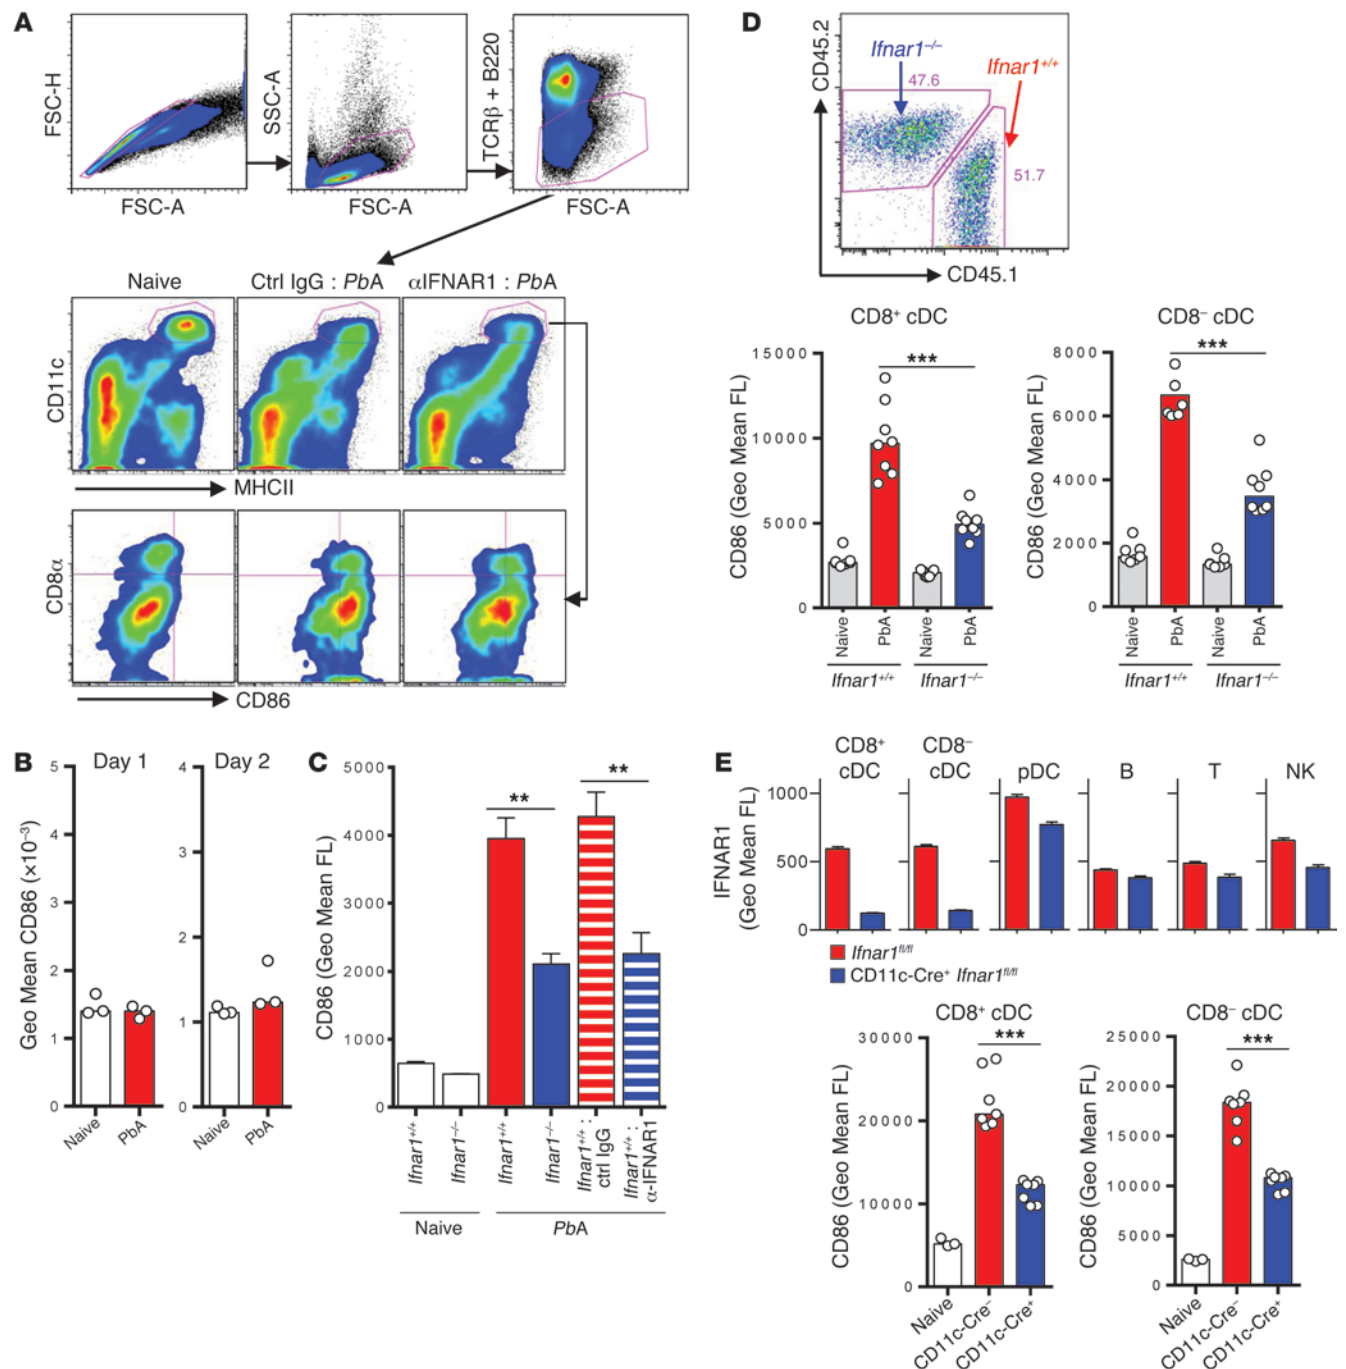 A
FSC-H
FSC-A
SSC-A
FSC-A
TCRβ + B220
FSC-A
Naive
Ctrl IgG : PbA
αIFNAR1 : PbA
CD11c
MHCII
CD8α
CD86
B
Day 1
Day 2
Geo Mean CD86 (×10⁻³)
5
4
3
2
1
0
Naive
PbA
4
3
2
1
0
Naive
PbA
C
CD86 (Geo Mean FL)
5000
4000
3000
2000
1000
0
**
**
Ifnar1⁺/⁺
Ifnar1⁻/⁻
Ifnar1⁺/⁺
Ifnar1⁻/⁻
Ifnar1⁺/⁺ :
ctrl IgG
Ifnar1⁺/⁺ :
α-IFNAR1
Naive
PbA
D
CD45.2
Ifnar1⁻/⁻
Ifnar1⁺/⁺
47.6
51.7
CD45.1
CD8⁺ cDC
CD86 (Geo Mean FL)
15000
10000
5000
0
***
Naive
PbA
Naive
PbA
Ifnar1⁺/⁺
Ifnar1⁻/⁻
CD8⁻ cDC
CD86 (Geo Mean FL)
8000
6000
4000
2000
0
***
Naive
PbA
Naive
PbA
Ifnar1⁺/⁺
Ifnar1⁻/⁻
E
CD8⁺
cDC
CD8⁻
cDC
pDC
B
T
NK
IFNAR1
(Geo Mean FL)
1000
500
0
Ifnar1ᶠˡ/ᶠˡ
CD11c-Cre⁺ Ifnar1ᶠˡ/ᶠˡ
CD8⁺ cDC
CD86 (Geo Mean FL)
30000
20000
10000
0
***
Naive
CD11c-Cre⁻
CD11c-Cre⁺
CD8⁻ cDC
CD86 (Geo Mean FL)
25000
20000
15000
10000
5000
0
***
Naive
CD11c-Cre⁻
CD11c-Cre⁺